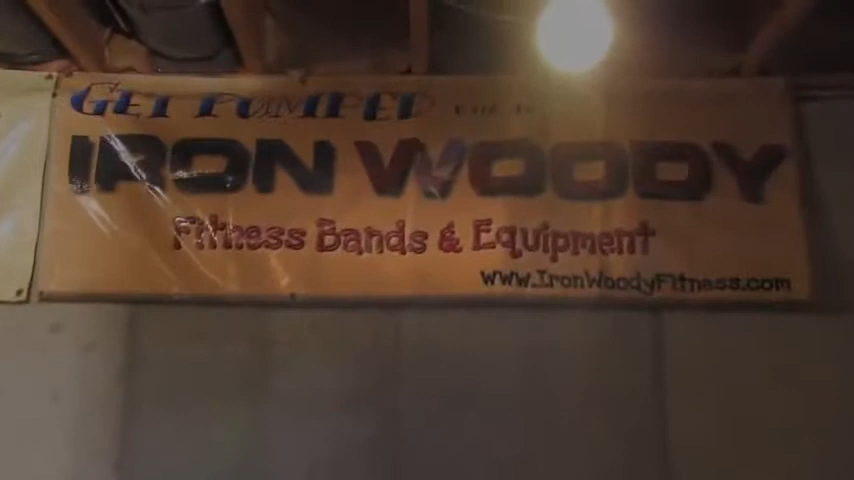 GET PUMPED
IRON WOODY
Fitness Bands & Equipment
www.IronWoodyFitness.com